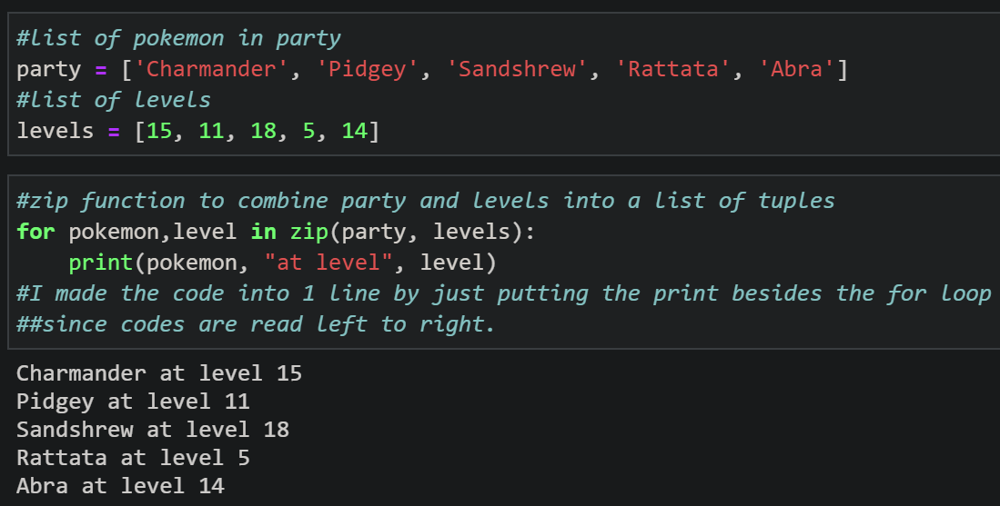 #list of pokemon in party
party = ['Charmander', 'Pidgey', 'Sandshrew', 'Rattata', 'Abra']
#list of levels
levels = [15, 11, 18, 5, 14]
#zip function to combine party and levels into a list of tuples
for pokemon,level in zip(party, levels):
    print(pokemon, "at level", level)
#I made the code into 1 line by just putting the print besides the for loop
##since codes are read left to right.
Charmander at level 15
Pidgey at level 11
Sandshrew at level 18
Rattata at level 5
Abra at level 14